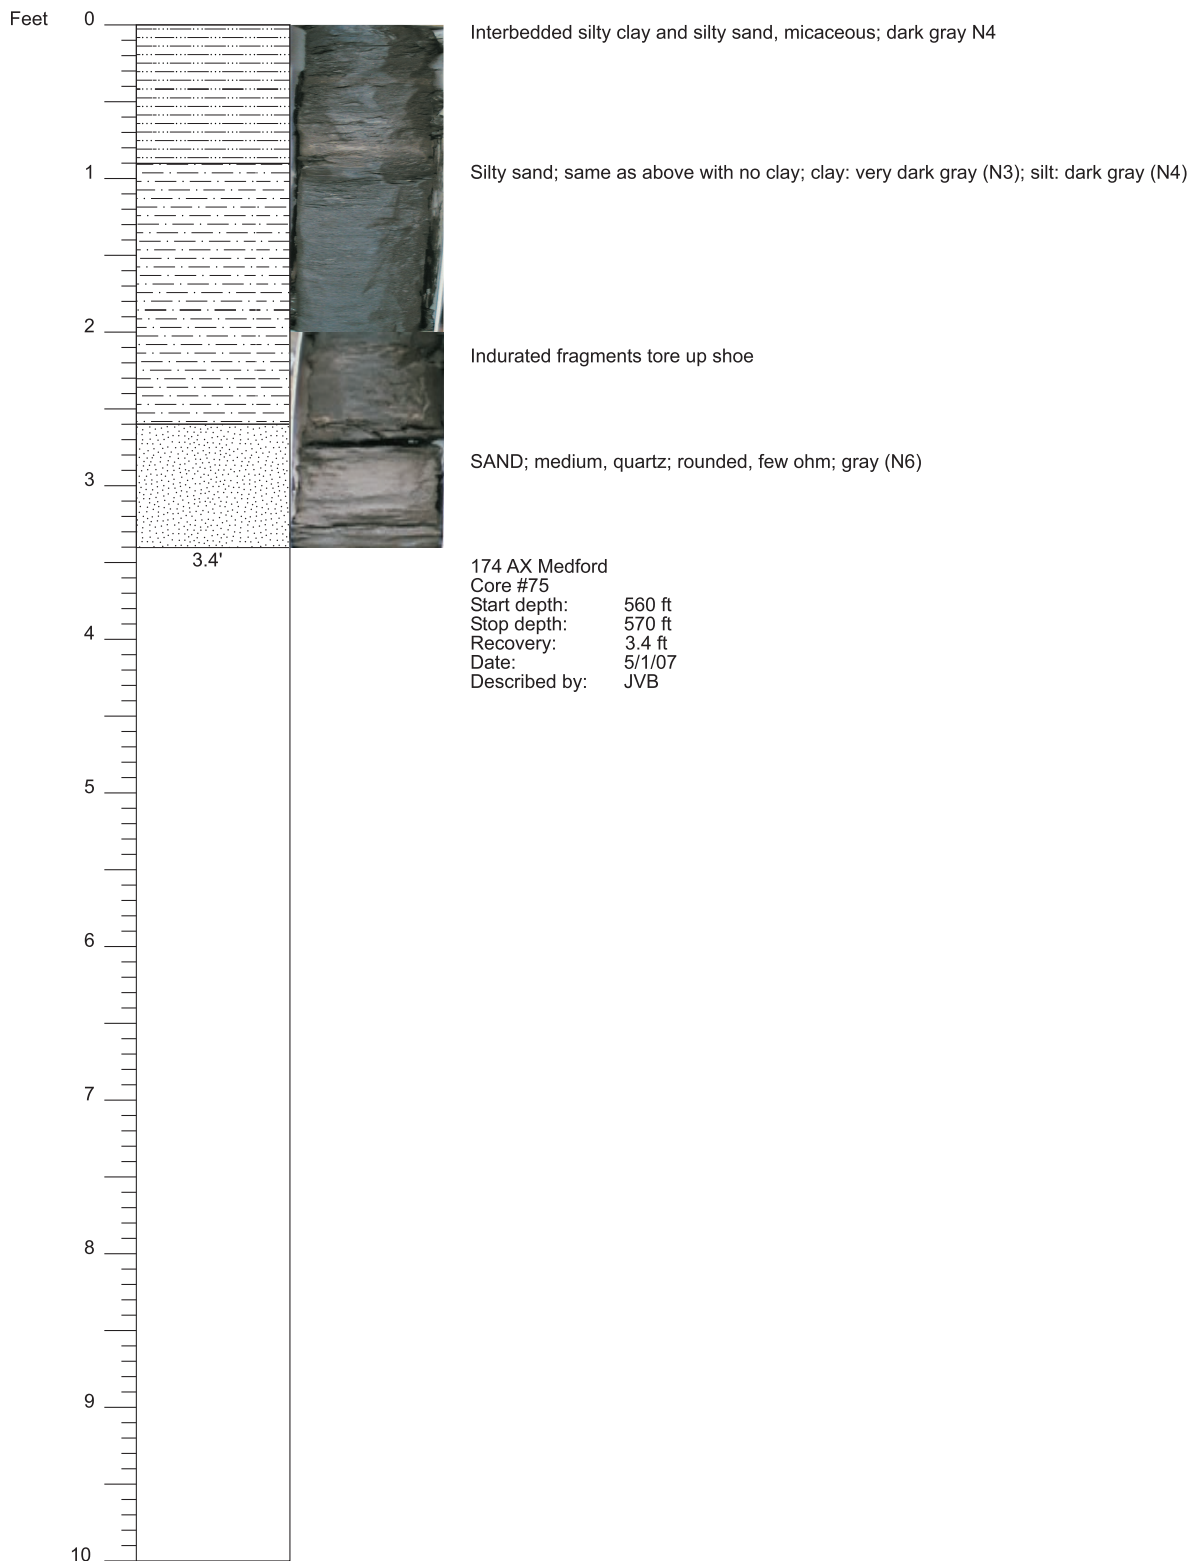 Feet
0
Interbedded silty clay and silty sand, micaceous; dark gray N4
1
Silty sand; same as above with no clay; clay: very dark gray (N3); silt: dark gray (N4)
2
Indurated fragments tore up shoe
SAND; medium, quartz; rounded, few ohm; gray (N6)
3
3.4'
174 AX Medford
Core #75
Start depth: 560 ft
Stop depth: 570 ft
Recovery: 3.4 ft
Date: 5/1/07
Described by: JVB
4
5
6
7
8
9
10